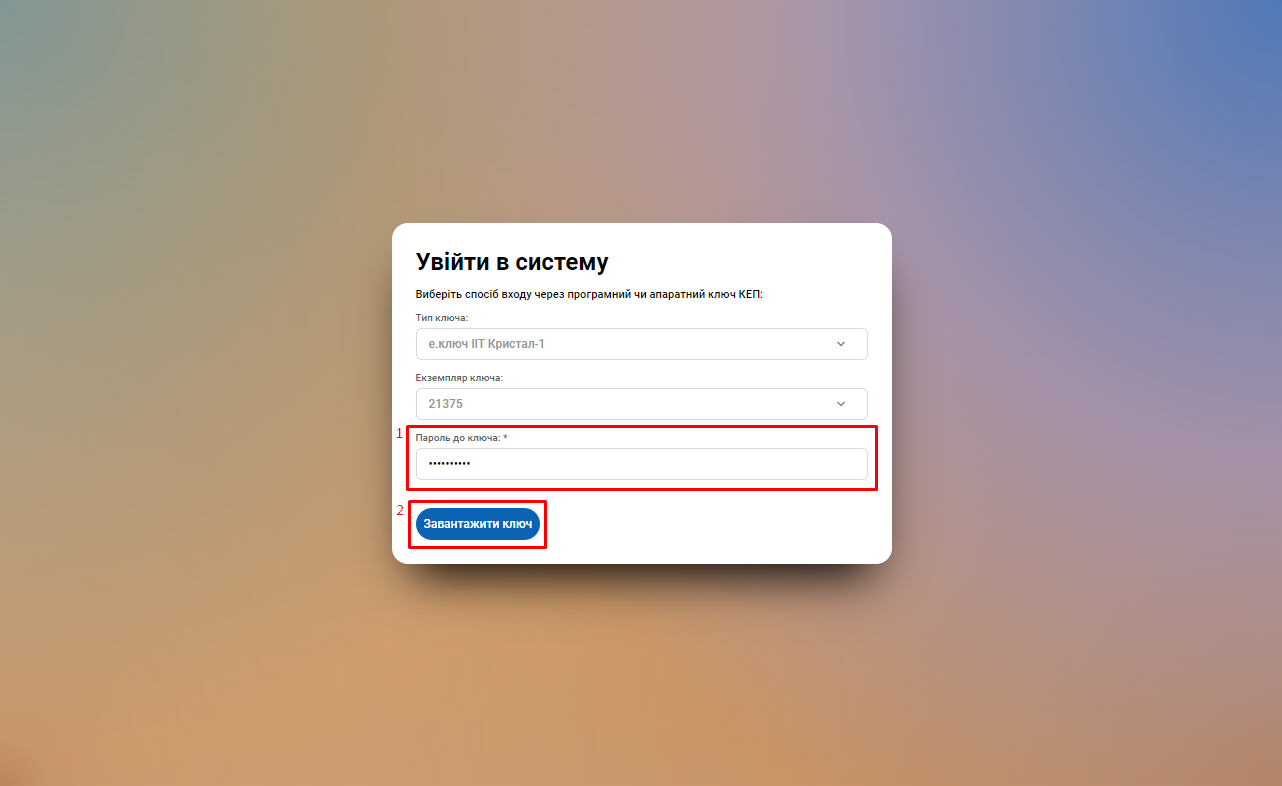 Увійти в систему
Виберіть спосіб входу через програмний чи апаратний ключ КЕП:
Тип ключа:
е.ключ ІІТ Кристал-1
Екземпляр ключа:
21375
1
Пароль до ключа: *
••••••••••
2
Завантажити ключ